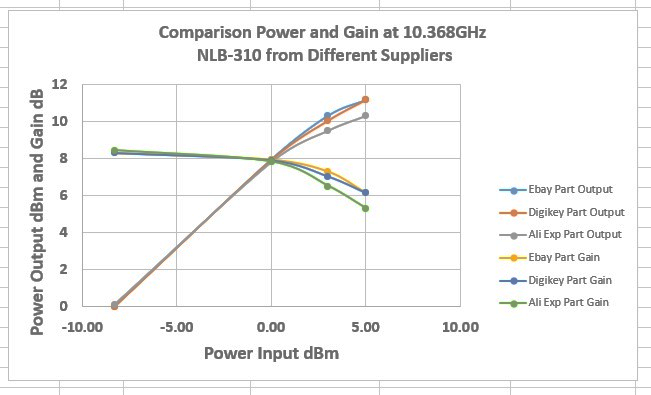 Comparison Power and Gain at 10.368GHz
NLB-310 from Different Suppliers
Power Output dBm and Gain dB
12
10
8
6
4
2
0
-10.00 -5.00 0.00 5.00 10.00
Power Input dBm
Ebay Part Output
Digikey Part Output
Ali Exp Part Output
Ebay Part Gain
Digikey Part Gain
Ali Exp Part Gain